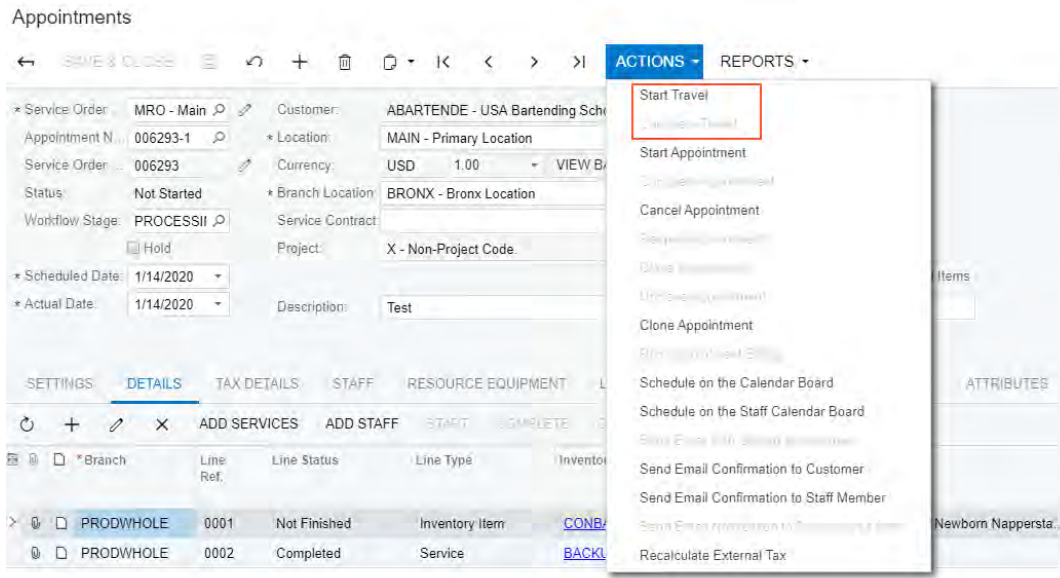 Appointments
SAVE & CLOSE
ACTIONS
REPORTS
* Service Order MRO - Main Customer: ABARTENDE - USA Bartending Scho
Appointment N... 006293-1 * Location: MAIN - Primary Location
Service Order ... 006293 Currency: USD 1.00 VIEW BA
Status: Not Started * Branch Location: BRONX - Bronx Location
Workflow Stage: PROCESSII Service Contract:
Hold Project: X - Non-Project Code.
* Scheduled Date: 1/14/2020 Items
* Actual Date: 1/14/2020 Description: Test
Start Travel
Start Appointment
Cancel Appointment
Clone Appointment
Schedule on the Calendar Board
Schedule on the Staff Calendar Board
Send Email Confirmation to Customer
Send Email Confirmation to Staff Member
Recalculate External Tax
SETTINGS DETAILS TAX DETAILS STAFF RESOURCE EQUIPMENT L ATTRIBUTES
ADD SERVICES ADD STAFF START COMPLETE
* Branch Line Ref. Line Status Line Type Invento
PRODWHOLE 0001 Not Finished Inventory Item CONBA Newborn Nappersta...
PRODWHOLE 0002 Completed Service BACKU